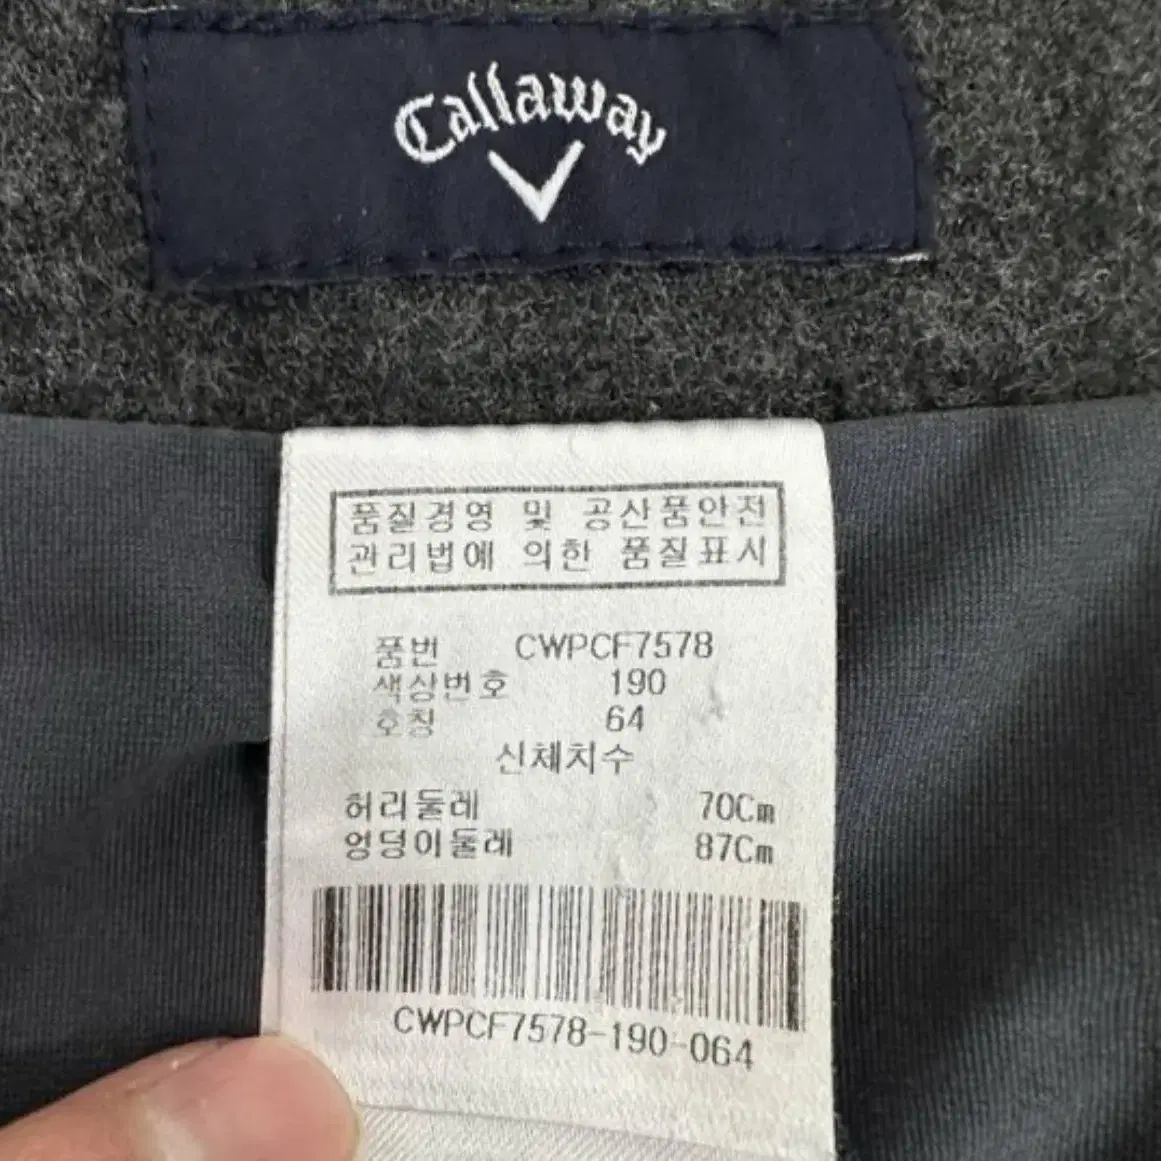 Callaway
품질경영 및 공산품안전
관리법에 의한 품질표시
품번 CWPCF7578
색상번호 190
호칭 64
신체치수
허리둘레 70Cm
엉덩이둘레 87Cm
CWPCF7578-190-064